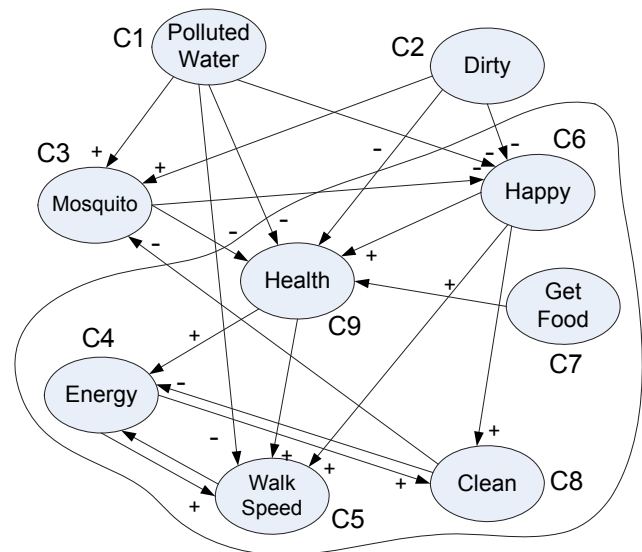 C1
Polluted
Water
C2
Dirty
C3
+
+
-
-
-
-
C6
Mosquito
Happy
-
-
-
+
Health
+
Get
Food
C9
C7
C4
+
Energy
-
-
+
+
+
+
+
Walk
Speed
C5
Clean
C8